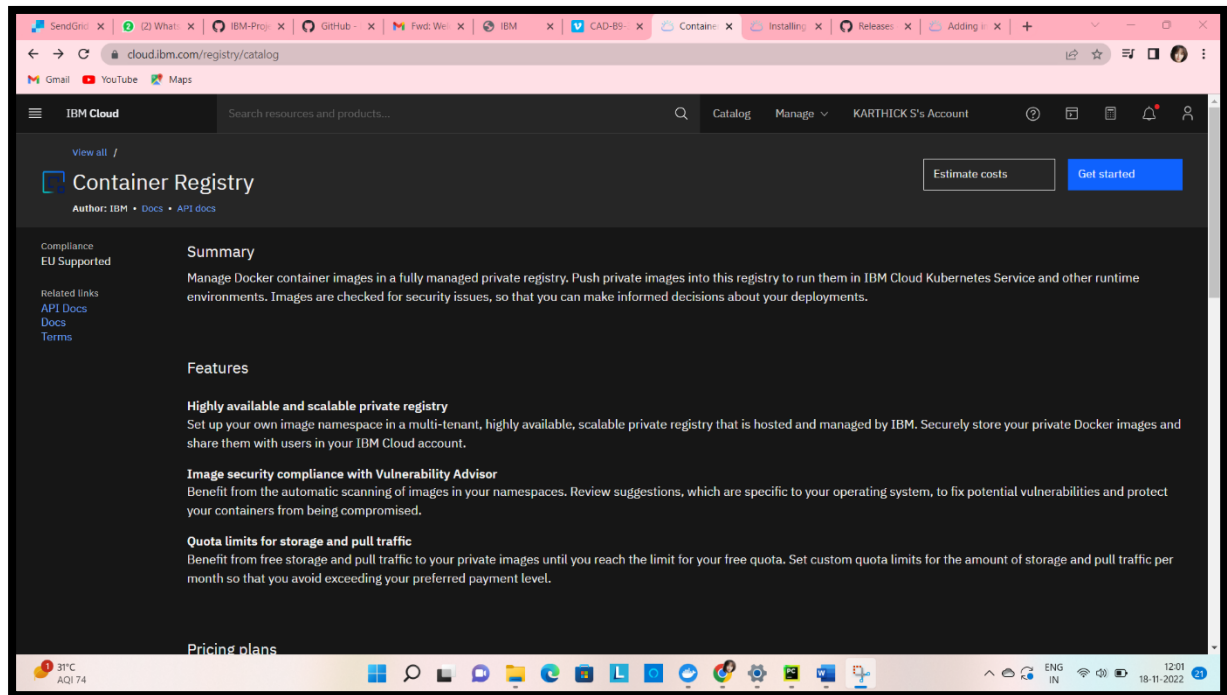 SendGrid
(2) Whats
IBM-Proje
GitHub -
Fwd: Wel
IBM
CAD-B9-
Container
Installing
Releases
Adding in
cloud.ibm.com/registry/catalog
Gmail
YouTube
Maps
IBM Cloud
Search resources and products...
Catalog
Manage
KARTHICK S's Account
View all /
Container Registry
Author: IBM • Docs • API docs
Estimate costs
Get started
Compliance
EU Supported
Related links
API Docs
Docs
Terms
Summary
Manage Docker container images in a fully managed private registry. Push private images into this registry to run them in IBM Cloud Kubernetes Service and other runtime
environments. Images are checked for security issues, so that you can make informed decisions about your deployments.
Features
Highly available and scalable private registry
Set up your own image namespace in a multi-tenant, highly available, scalable private registry that is hosted and managed by IBM. Securely store your private Docker images and
share them with users in your IBM Cloud account.
Image security compliance with Vulnerability Advisor
Benefit from the automatic scanning of images in your namespaces. Review suggestions, which are specific to your operating system, to fix potential vulnerabilities and protect
your containers from being compromised.
Quota limits for storage and pull traffic
Benefit from free storage and pull traffic to your private images until you reach the limit for your free quota. Set custom quota limits for the amount of storage and pull traffic per
month so that you avoid exceeding your preferred payment level.
Pricing plans
1
31°C
AQI 74
ENG
IN
12:01
18-11-2022
21